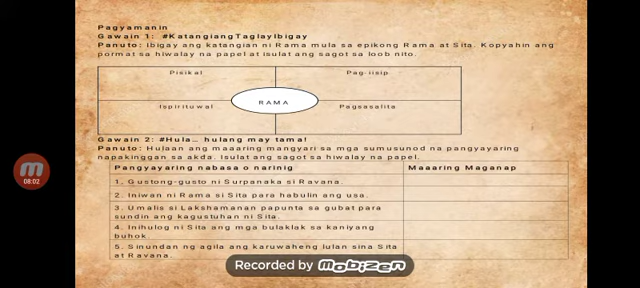 Pagyamanin
Gawain 1: #KatangiangTaglayIbigay
Panuto: Ibigay ang katangian ni Rama mula sa epikong Rama at Sita. Kopyahin ang
pormat sa hiwalay na papel at isulat ang sagot sa loob nito.
Pisikal
Pag-iisip
RAMA
Ispirituwal
Pagsasalita
Gawain 2: #Hula... hulang may tama!
Panuto: Hulaan ang maaaring mangyari sa mga sumusunod na pangyayaring
napakinggan sa akda. Isulat ang sagot sa hiwalay na papel.
Pangyayaring nabasa o narinig
Maaaring Maganap
1. Gustong-gusto ni Surpanaka si Ravana.
2. Iniwan ni Rama si Sita para habulin ang usa.
3. Umalis si Lakshamanan papunta sa gubat para
sundin ang kagustuhan ni Sita.
4. Inihulog ni Sita ang mga bulaklak sa kaniyang
buhok.
5. Sinundan ng agila ang karuwaheng lulan sina Sita
at Ravana.
08:02
Recorded by mobizen